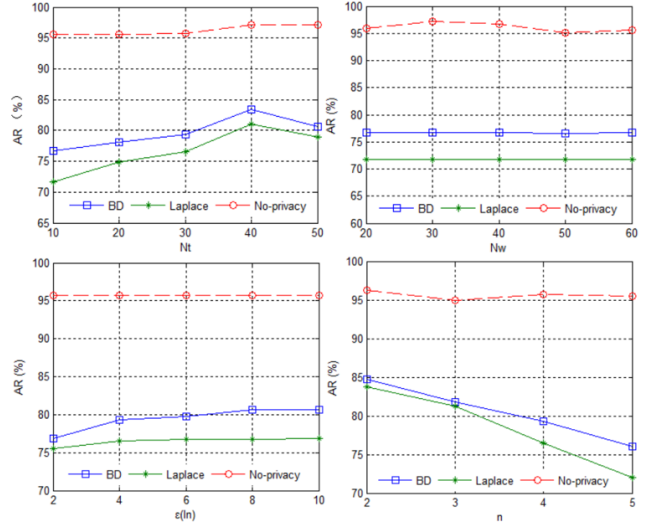 100
95
90
85
80
75
70
65
AR (%)
BD Laplace No-privacy
10 20 30 40 50
Nt
100
95
90
85
80
75
70
65
60
AR (%)
BD Laplace No-privacy
20 30 40 50 60
Nw
100
95
90
85
80
75
70
AR (%)
BD Laplace No-privacy
2 4 6 8 10
ε(ln)
100
95
90
85
80
75
70
AR (%)
BD Laplace No-privacy
2 3 4 5
n